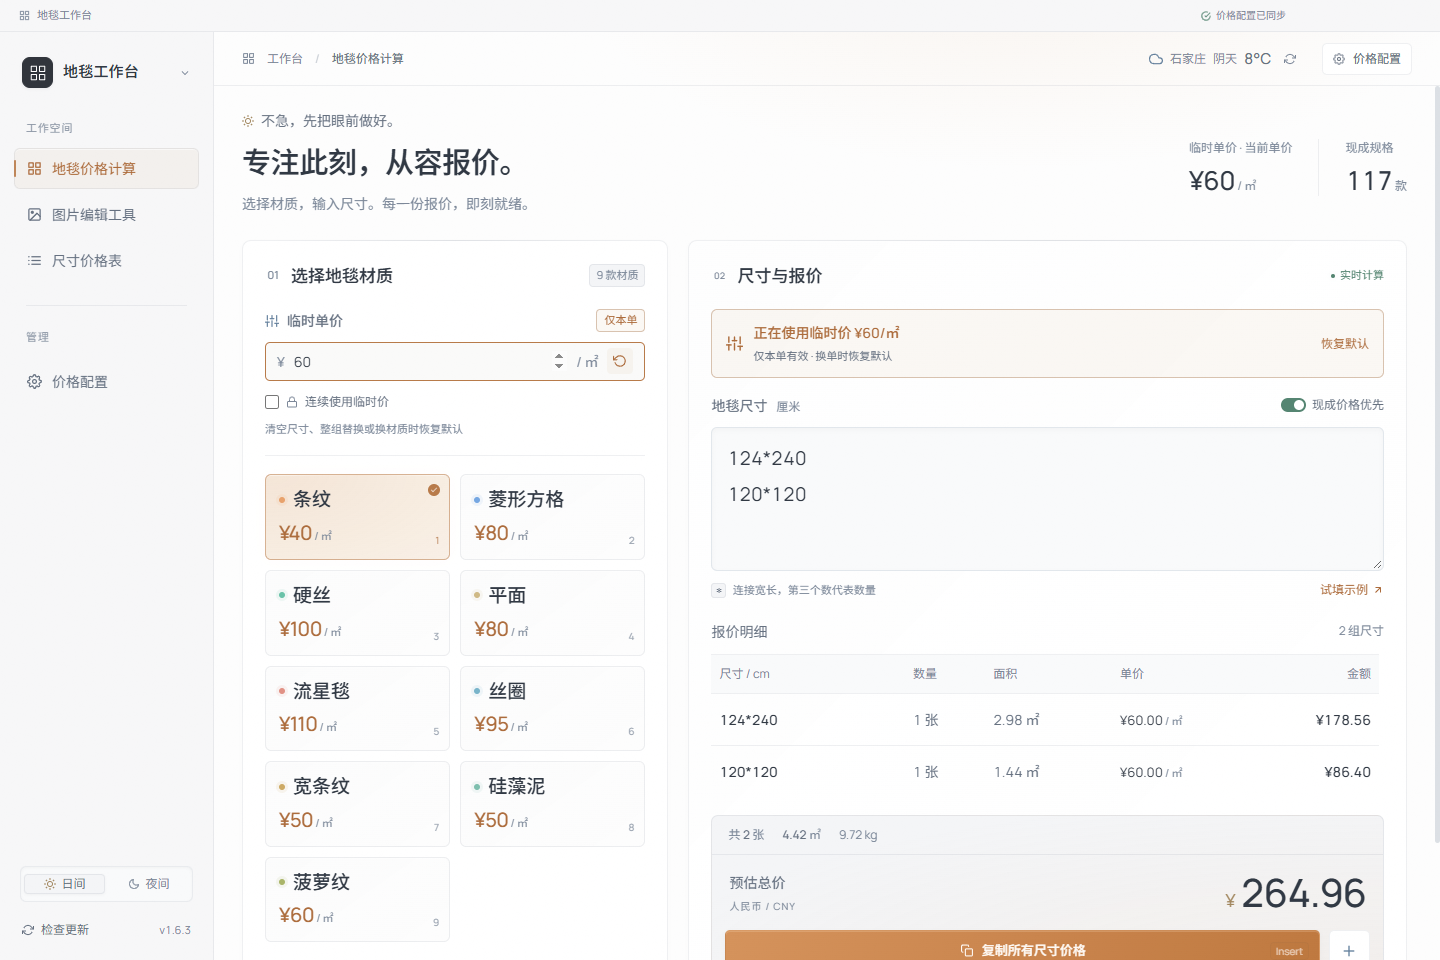 地毯工作台
价格配置已同步
地毯工作台
工作空间
地毯价格计算
图片编辑工具
尺寸价格表
管理
价格配置
日间
夜间
检查更新
v1.6.3
工作台 / 地毯价格计算
石家庄 阴天 8°C
价格配置
不急，先把眼前做好。
专注此刻，从容报价。
选择材质，输入尺寸。每一份报价，即刻就绪。
临时单价 · 当前单价
¥60 / ㎡
现成规格
117 款
01 选择地毯材质
9 款材质
临时单价
仅本单
¥ 60 / ㎡
连续使用临时价
清空尺寸、整组替换或换材质时恢复默认
条纹
¥40 / ㎡
1
菱形方格
¥80 / ㎡
2
硬丝
¥100 / ㎡
3
平面
¥80 / ㎡
4
流星毯
¥110 / ㎡
5
丝圈
¥95 / ㎡
6
宽条纹
¥50 / ㎡
7
硅藻泥
¥50 / ㎡
8
菠萝纹
¥60 / ㎡
9
02 尺寸与报价
实时计算
正在使用临时价 ¥60/㎡
仅本单有效 · 换单时恢复默认
恢复默认
地毯尺寸 厘米
现成价格优先
124*240
120*120
* 连接宽长，第三个数代表数量
试填示例
报价明细
2 组尺寸
尺寸 / cm 数量 面积 单价 金额
124*240 1 张 2.98 ㎡ ¥60.00 / ㎡ ¥178.56
120*120 1 张 1.44 ㎡ ¥60.00 / ㎡ ¥86.40
共 2 张 4.42 ㎡ 9.72 kg
预估总价
人民币 / CNY
¥ 264.96
复制所有尺寸价格 Insert